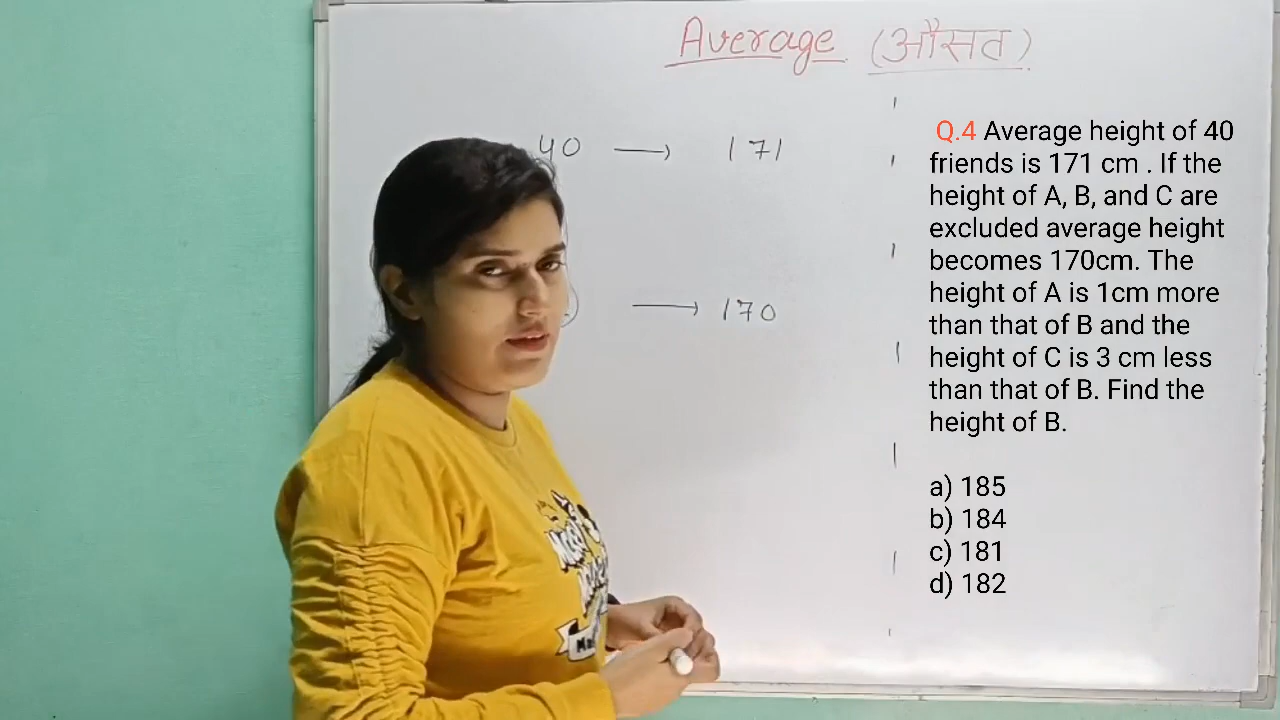 Average (औसत)
40 → 171
→ 170
Q.4 Average height of 40
friends is 171 cm . If the
height of A, B, and C are
excluded average height
becomes 170cm. The
height of A is 1cm more
than that of B and the
height of C is 3 cm less
than that of B. Find the
height of B.
a) 185
b) 184
c) 181
d) 182